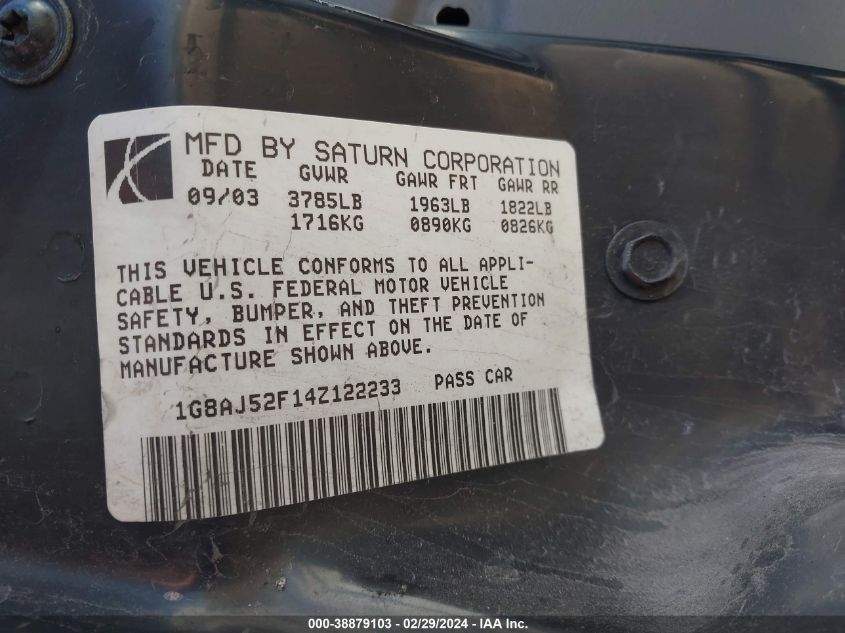 MFD BY SATURN CORPORATION
DATE GVWR GAWR FRT GAWR RR
09/03 3785LB 1963LB 1822LB
1716KG 0890KG 0826KG
THIS VEHICLE CONFORMS TO ALL APPLI-
CABLE U.S. FEDERAL MOTOR VEHICLE
SAFETY, BUMPER, AND THEFT PREVENTION
STANDARDS IN EFFECT ON THE DATE OF
MANUFACTURE SHOWN ABOVE.
1G8AJ52F14Z122233 PASS CAR
000-38879103 - 02/29/2024 - IAA Inc.